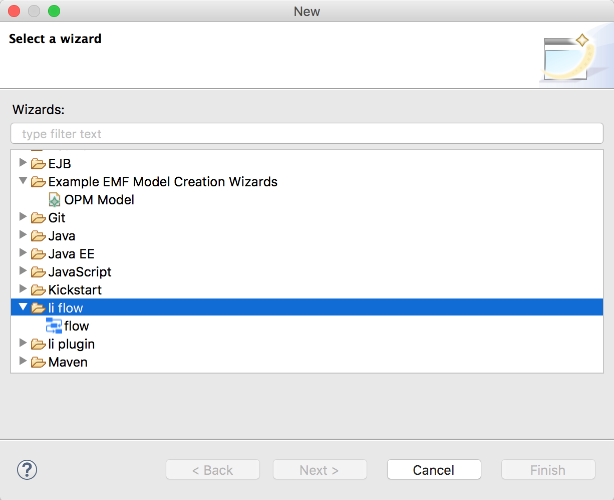 New
Select a wizard
Wizards:
type filter text
EJB
Example EMF Model Creation Wizards
OPM Model
Git
Java
Java EE
JavaScript
Kickstart
li flow
flow
li plugin
Maven
?
< Back
Next >
Cancel
Finish